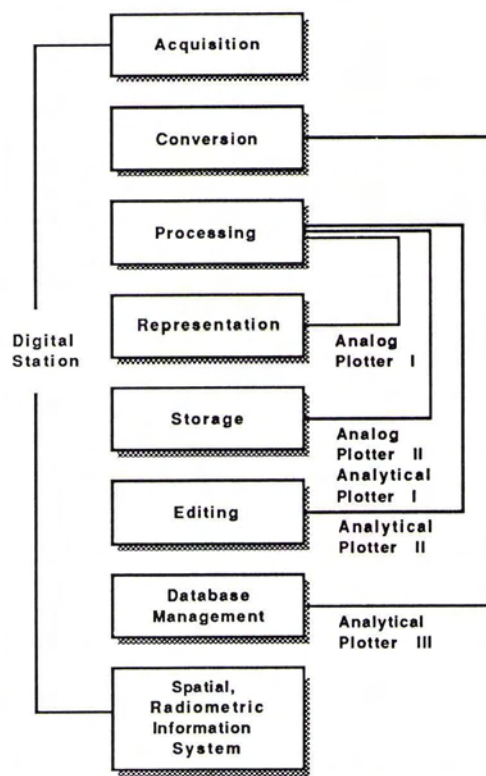 Acquisition
Conversion
Processing
Representation
Digital
Station
Analog
Plotter I
Storage
Analog
Plotter II
Analytical
Plotter I
Editing
Analytical
Plotter II
Database
Management
Analytical
Plotter III
Spatial,
Radiometric
Information
System